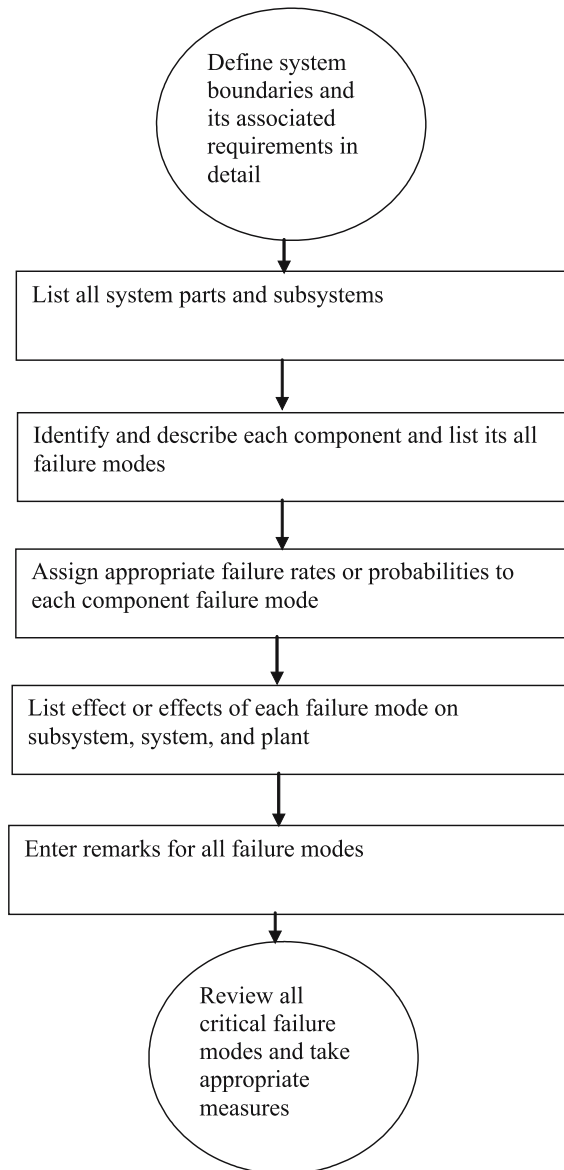 Define system
boundaries and
its associated
requirements in
detail
List all system parts and subsystems
Identify and describe each component and list its all
failure modes
Assign appropriate failure rates or probabilities to
each component failure mode
List effect or effects of each failure mode on
subsystem, system, and plant
Enter remarks for all failure modes
Review all
critical failure
modes and take
appropriate
measures